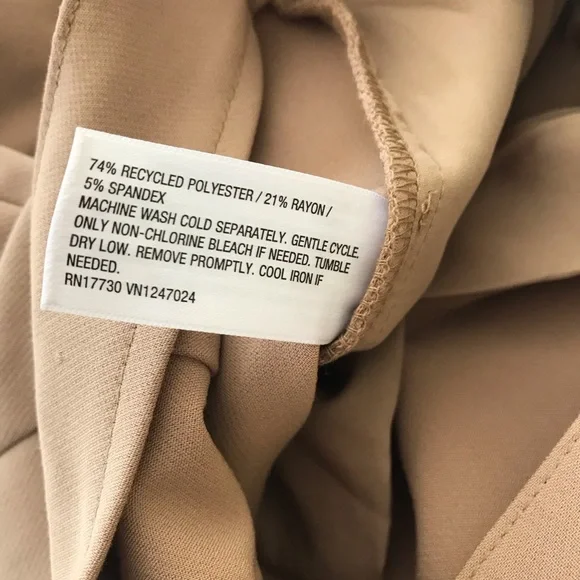 74% RECYCLED POLYESTER / 21% RAYON /
5% SPANDEX
MACHINE WASH COLD SEPARATELY. GENTLE CYCLE.
ONLY NON-CHLORINE BLEACH IF NEEDED. TUMBLE
DRY LOW. REMOVE PROMPTLY. COOL IRON IF
NEEDED.
RN17730 VN1247024